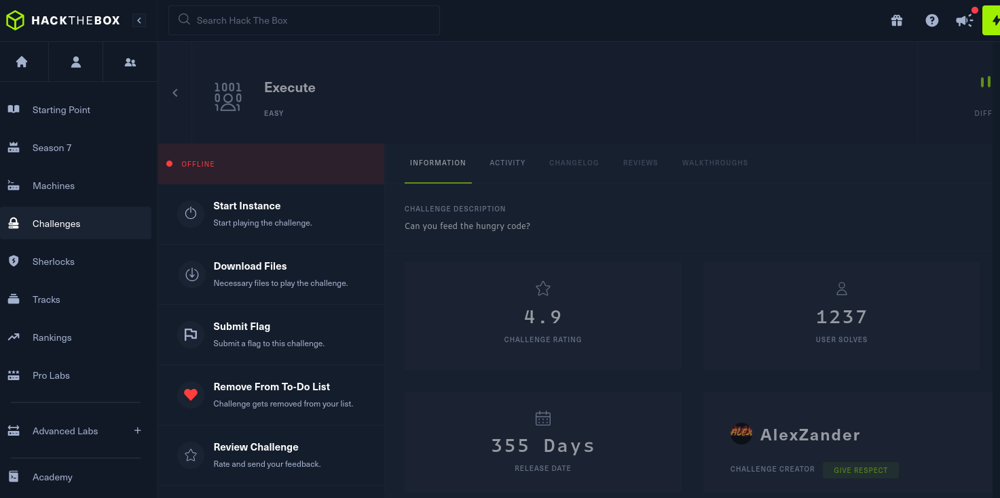 HACKTHEBOX
Search Hack The Box
Starting Point
Season 7
Machines
Challenges
Sherlocks
Tracks
Rankings
Pro Labs
Advanced Labs +
Academy
1001
Execute
EASY
DIFF
OFFLINE
Start Instance
Start playing the challenge.
Download Files
Necessary files to play the challenge.
Submit Flag
Submit a flag to this challenge.
Remove From To-Do List
Challenge gets removed from your list.
Review Challenge
Rate and send your feedback.
INFORMATION ACTIVITY CHANGELOG REVIEWS WALKTHROUGHS
CHALLENGE DESCRIPTION
Can you feed the hungry code?
4.9
CHALLENGE RATING
1237
USER SOLVES
355 Days
RELEASE DATE
ALEX
AlexZander
CHALLENGE CREATOR
GIVE RESPECT